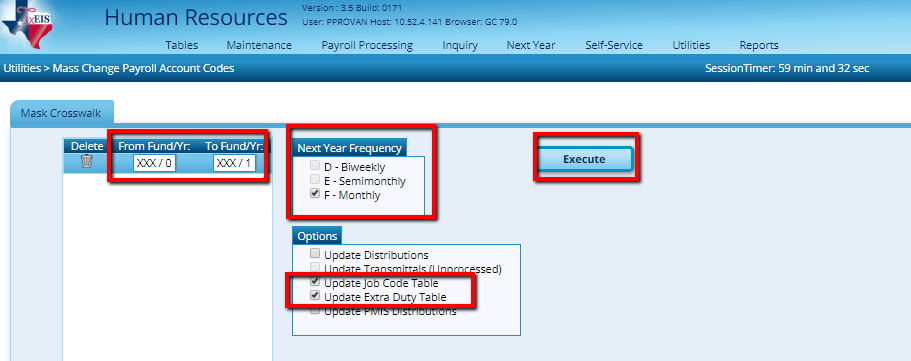 TxEIS
Human Resources
Version : 3.5 Build: 0171
User: PPROVAN Host: 10.52.4.141 Browser: GC 79.0
Tables Maintenance Payroll Processing Inquiry Next Year Self-Service Utilities Reports
Utilities > Mass Change Payroll Account Codes SessionTimer: 59 min and 32 sec
Mask Crosswalk
Delete From Fund/Yr: To Fund/Yr:
XXX / 0 XXX / 1
Next Year Frequency
D - Biweekly
E - Semimonthly
F - Monthly
Execute
Options
Update Distributions
Update Transmittals (Unprocessed)
Update Job Code Table
Update Extra Duty Table
Update PMIS Distributions